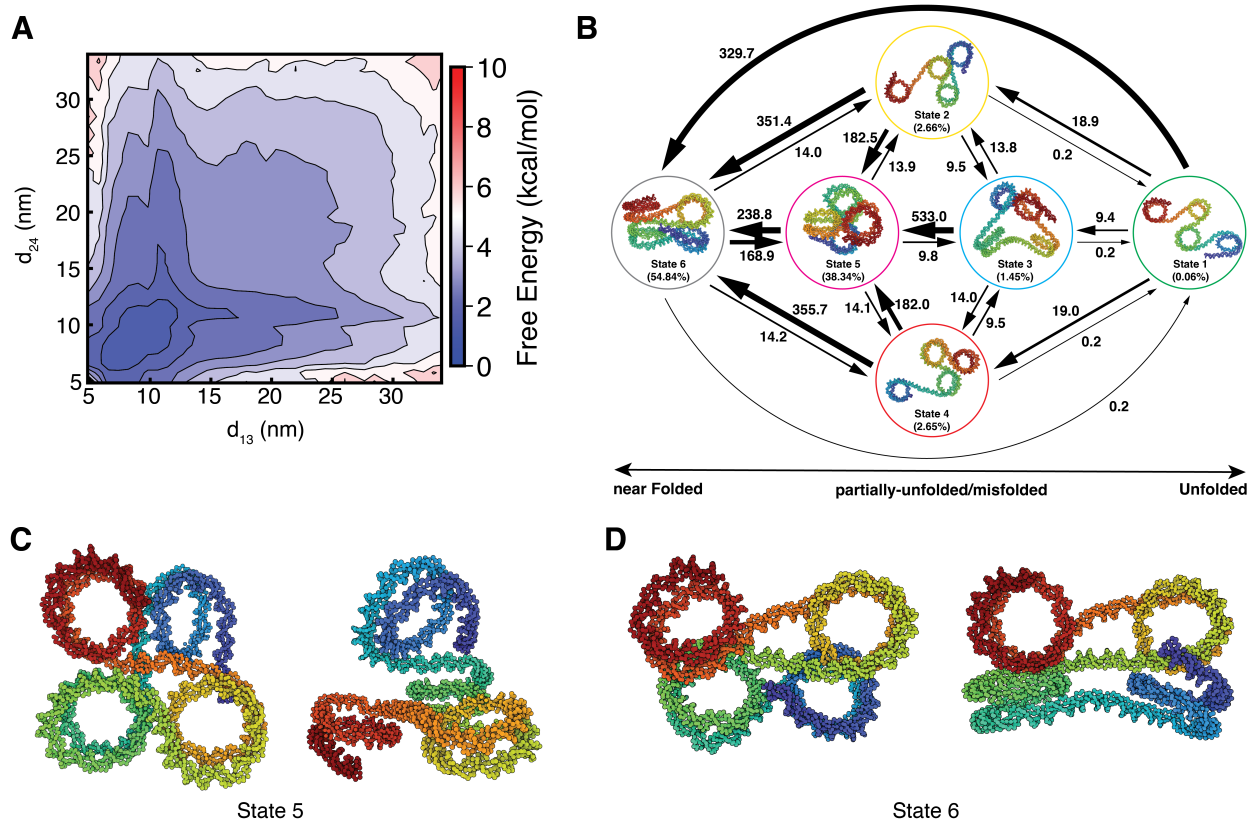 A
30
25
20
15
10
5
5
10
15
20
25
30
d24 (nm)
d13 (nm)
10
8
6
4
2
0
Free Energy (kcal/mol)
B
329.7
State 2
(2.66%)
351.4
14.0
182.5
13.9
9.5
13.8
18.9
0.2
State 6
(54.84%)
238.8
168.9
State 5
(38.34%)
533.0
9.8
State 3
(1.45%)
9.4
0.2
State 1
(0.06%)
355.7
14.2
14.1
182.0
14.0
9.5
19.0
0.2
State 4
(2.65%)
0.2
near Folded
partially-unfolded/misfolded
Unfolded
C
State 5
D
State 6